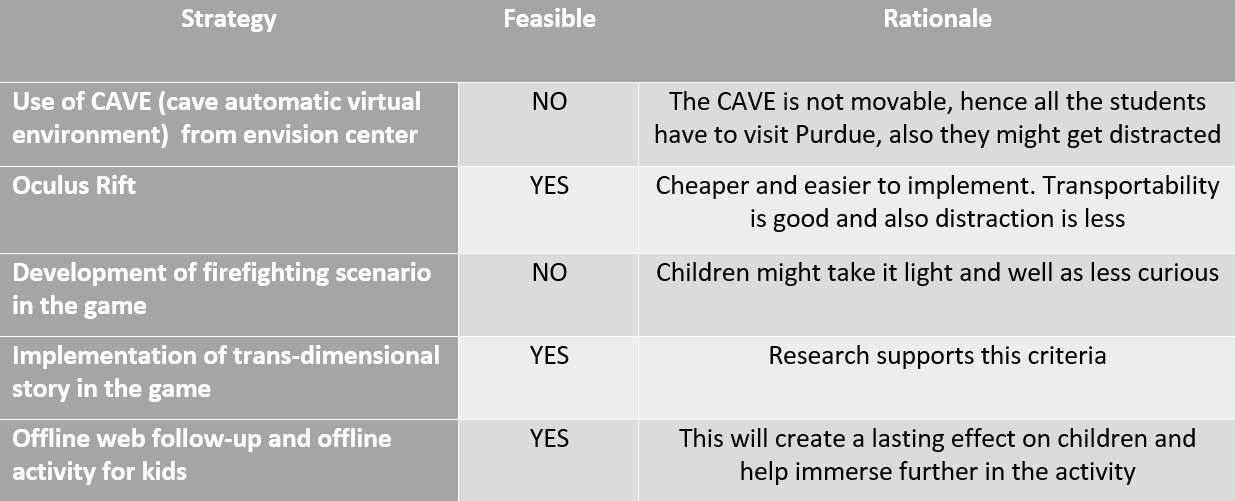 Strategy Feasible Rationale
Use of CAVE (cave automatic virtual environment) from envision center NO The CAVE is not movable, hence all the students have to visit Purdue, also they might get distracted
Oculus Rift YES Cheaper and easier to implement. Transportability is good and also distraction is less
Development of firefighting scenario in the game NO Children might take it light and well as less curious
Implementation of trans-dimensional story in the game YES Research supports this criteria
Offline web follow-up and offline activity for kids YES This will create a lasting effect on children and help immerse further in the activity